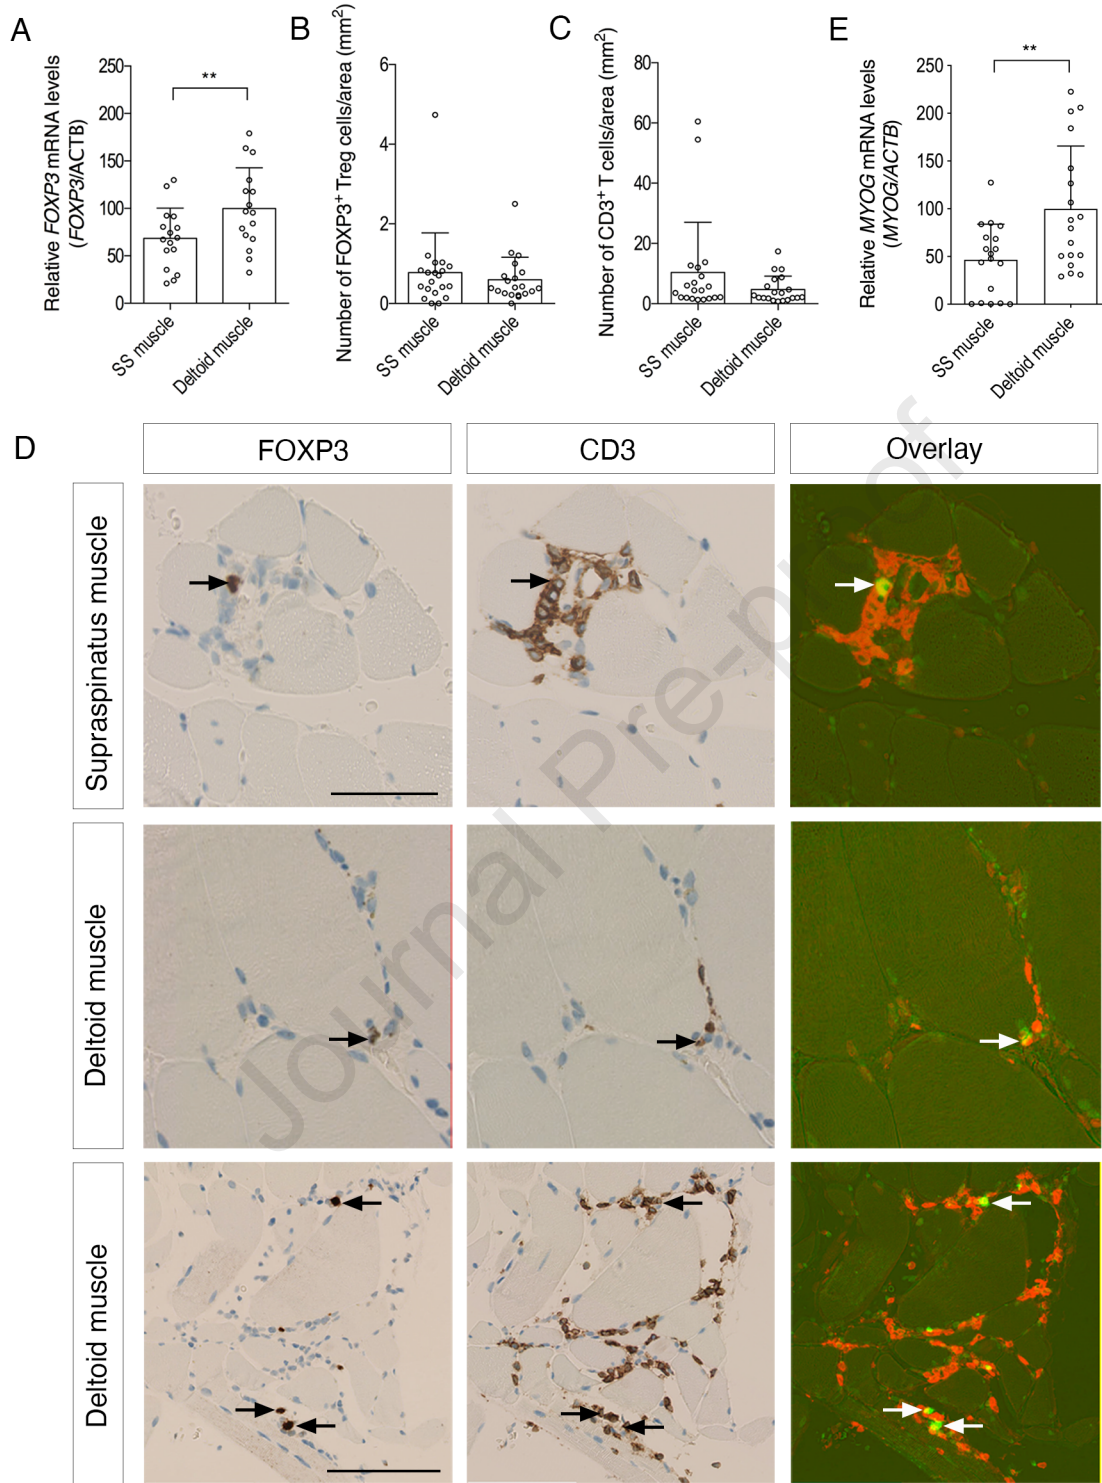 A
Relative FOXP3 mRNA levels
(FOXP3/ACTB)
250
200
150
100
50
0
**
SS muscle
Deltoid muscle
B
Number of FOXP3+ Treg cells/area (mm2)
6
4
2
0
SS muscle
Deltoid muscle
C
Number of CD3+ T cells/area (mm2)
80
60
40
20
0
SS muscle
Deltoid muscle
E
Relative MYOG mRNA levels
(MYOG/ACTB)
250
200
150
100
50
0
**
SS muscle
Deltoid muscle
D
FOXP3
CD3
Overlay
Supraspinatus muscle
Deltoid muscle
Deltoid muscle
Journal Pre-proof